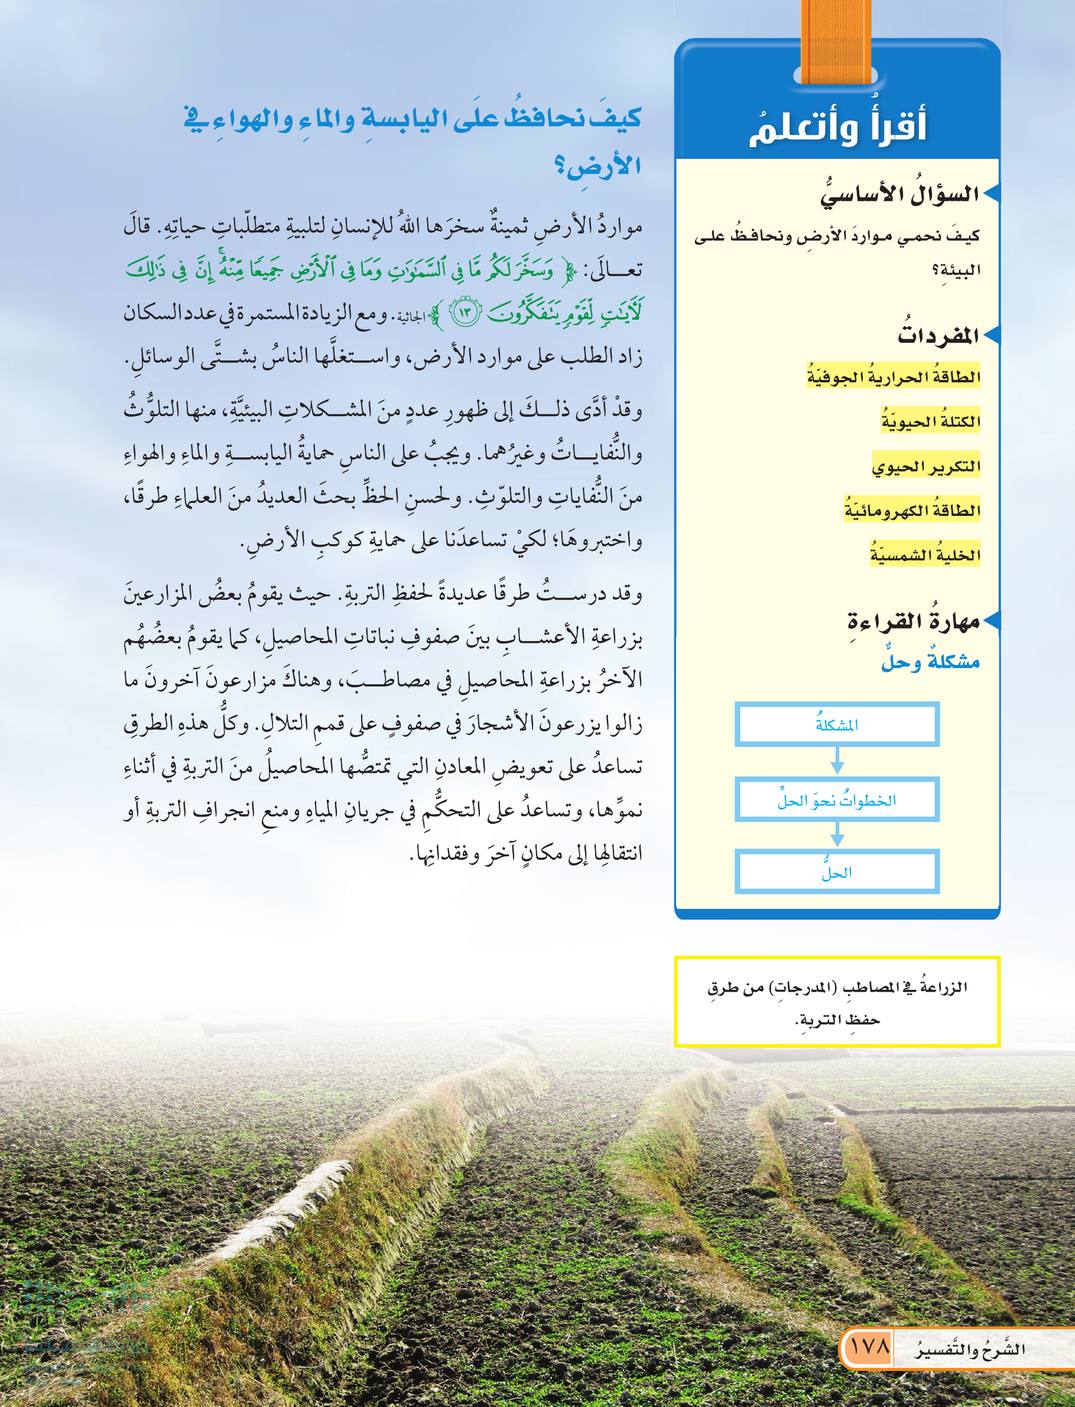 أقرأُ وأتعلمُ
السؤالُ الأساسيُّ
كيفَ نحمي مواردَ الأرضِ ونحافظُ على
البيئةِ؟
المفرداتُ
الطاقةُ الحراريةُ الجوفيّةُ
الكتلةُ الحيويّةُ
التكرير الحيوي
الطاقةُ الكهرومائيّةُ
الخليةُ الشمسيّةُ
مهارةُ القراءةِ
مشكلةٌ وحلٌّ
المشكلةُ
الخطواتُ نحوَ الحلِّ
الحلُّ
كيفَ نحافظُ علَى اليابسةِ والماءِ والهواءِ في
الأرضِ؟
مواردُ الأرضِ ثمينةٌ سخرَها اللهُ للإنسانِ لتلبيةِ متطلّباتِ حياتِهِ. قالَ
تعالَى: ﴿ وَسَخَّرَ لَكُم مَّا فِي السَّمَٰوَٰتِ وَمَا فِي الْأَرْضِ جَمِيعًا مِّنْهُ ۚ إِنَّ فِي ذَٰلِكَ
لَآيَاتٍ لِّقَوْمٍ يَتَفَكَّرُونَ ١٣ ﴾ الجاثية. ومع الزيادة المستمرة في عدد السكان
زاد الطلب على موارد الأرض، واستغلَّها الناسُ بشتَّى الوسائلِ.
وقدْ أدَّى ذلكَ إلى ظهورِ عددٍ منَ المشكلاتِ البيئيَّةِ، منها التلوُّثُ
والنُّفاياتُ وغيرُهما. ويجبُ على الناسِ حمايةُ اليابسةِ والماءِ والهواءِ
منَ النُّفاياتِ والتلوّثِ. ولحسنِ الحظِّ بحثَ العديدُ منَ العلماءِ طرقًا،
واختبروهَا؛ لكيْ تساعدَنا على حمايةِ كوكبِ الأرضِ.
وقد درستُ طرقًا عديدةً لحفظِ التربةِ. حيث يقومُ بعضُ المزارعينَ
بزراعةِ الأعشابِ بينَ صفوفِ نباتاتِ المحاصيلِ، كما يقومُ بعضُهُم
الآخرُ بزراعةِ المحاصيلِ في مصاطبَ، وهناكَ مزارعونَ آخرونَ ما
زالوا يزرعونَ الأشجارَ في صفوفٍ على قممِ التلالِ. وكلُّ هذهِ الطرقِ
تساعدُ على تعويضِ المعادنِ التي تمتصُّها المحاصيلُ منَ التربةِ في أثناءِ
نموِّها، وتساعدُ على التحكُّمِ في جريانِ المياهِ ومنعِ انجرافِ التربةِ أو
انتقالِها إلى مكانٍ آخرَ وفقدانِها.
الزراعةُ في المصاطبِ (المدرجاتِ) من طرقِ
حفظِ التربةِ.
١٧٨ الشَّرحُ والتَّفسيرُ